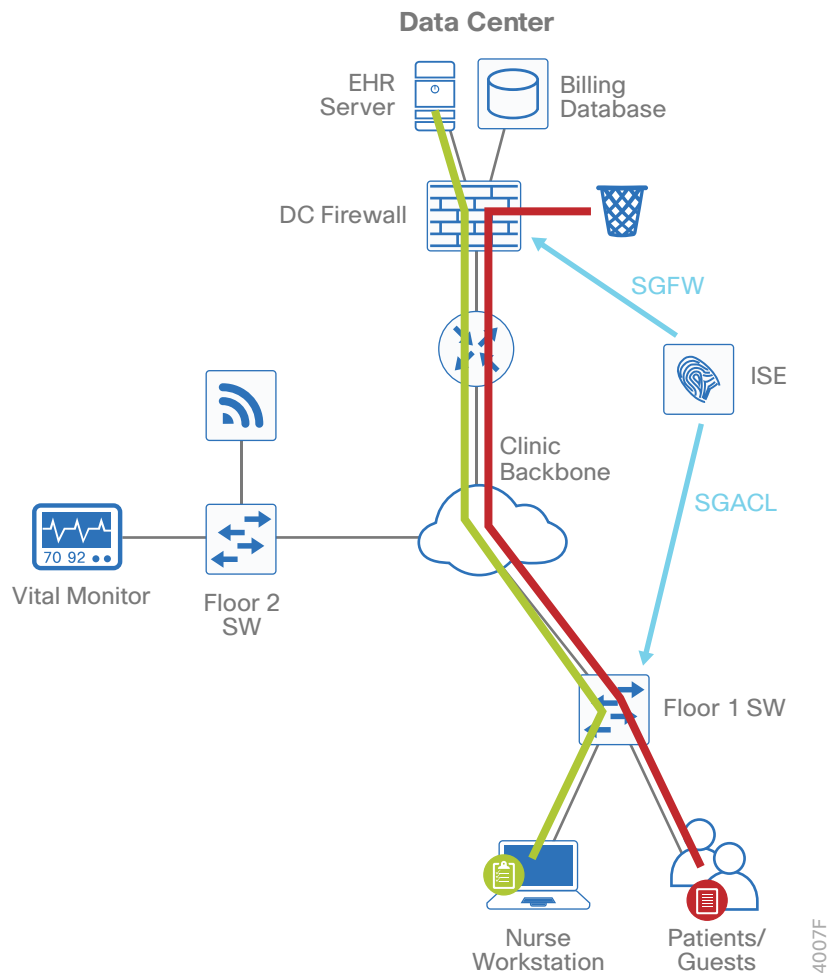 Data Center
EHR
Server
Billing
Database
DC Firewall
SGFW
ISE
Clinic
Backbone
SGACL
70 92
Vital Monitor
Floor 2
SW
Floor 1 SW
Nurse
Workstation
Patients/
Guests
4007F